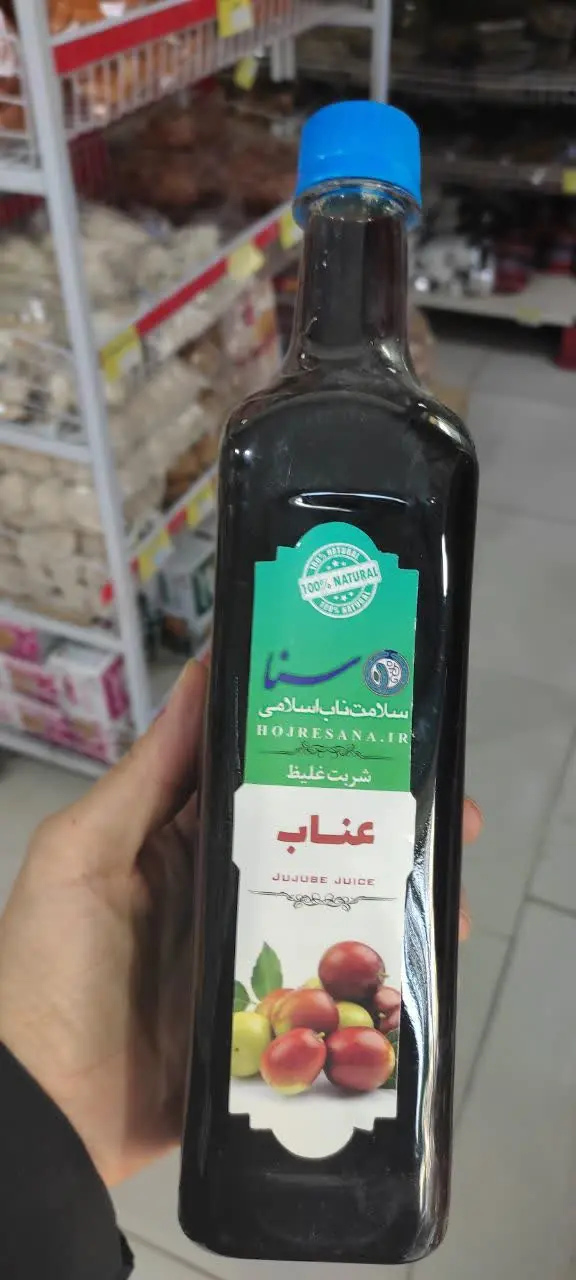 100% NATURAL
100% NATURAL
100% NATURAL
سنا
سلامت ناب اسلامی
HOJRESANA.IR
شربت غلیظ
عناب
JUJUBE JUICE